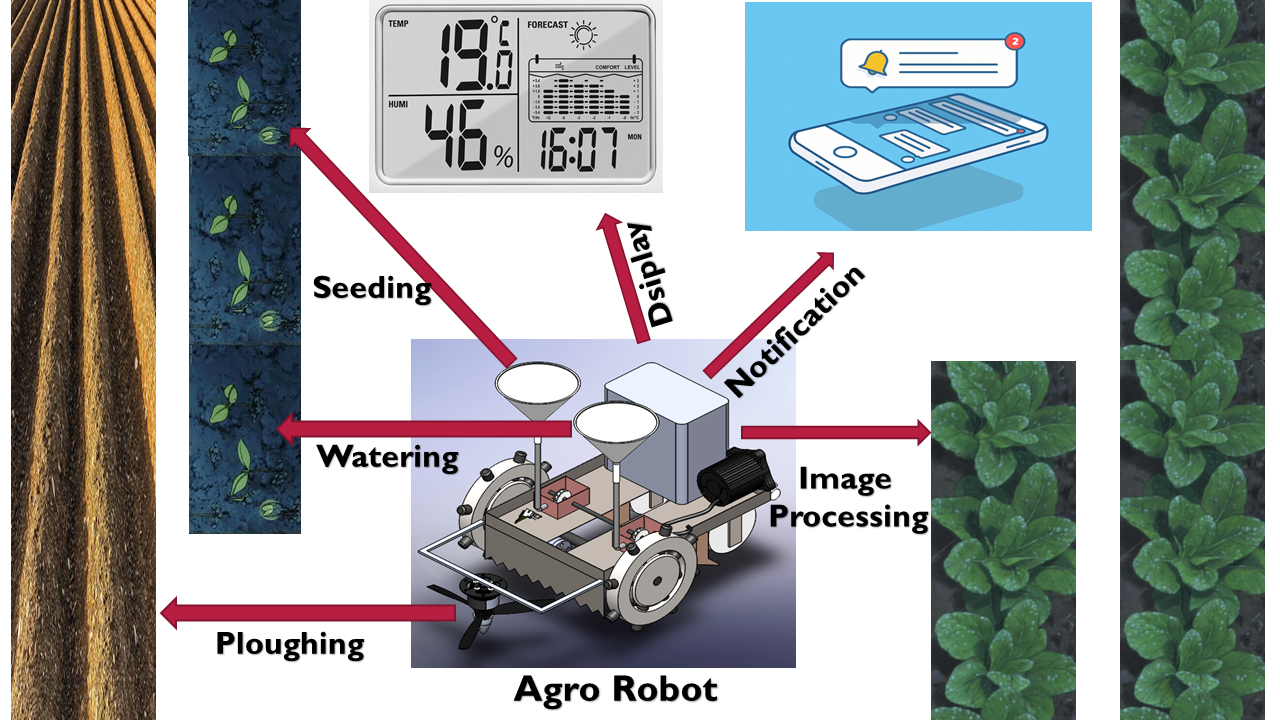 TEMP
19.0
°C
FORECAST
COMFORT LEVEL
HUMI
46 %
16:07
MON
2
Seeding
Dsiplay
Notification
Watering
Image
Processing
Ploughing
Agro Robot